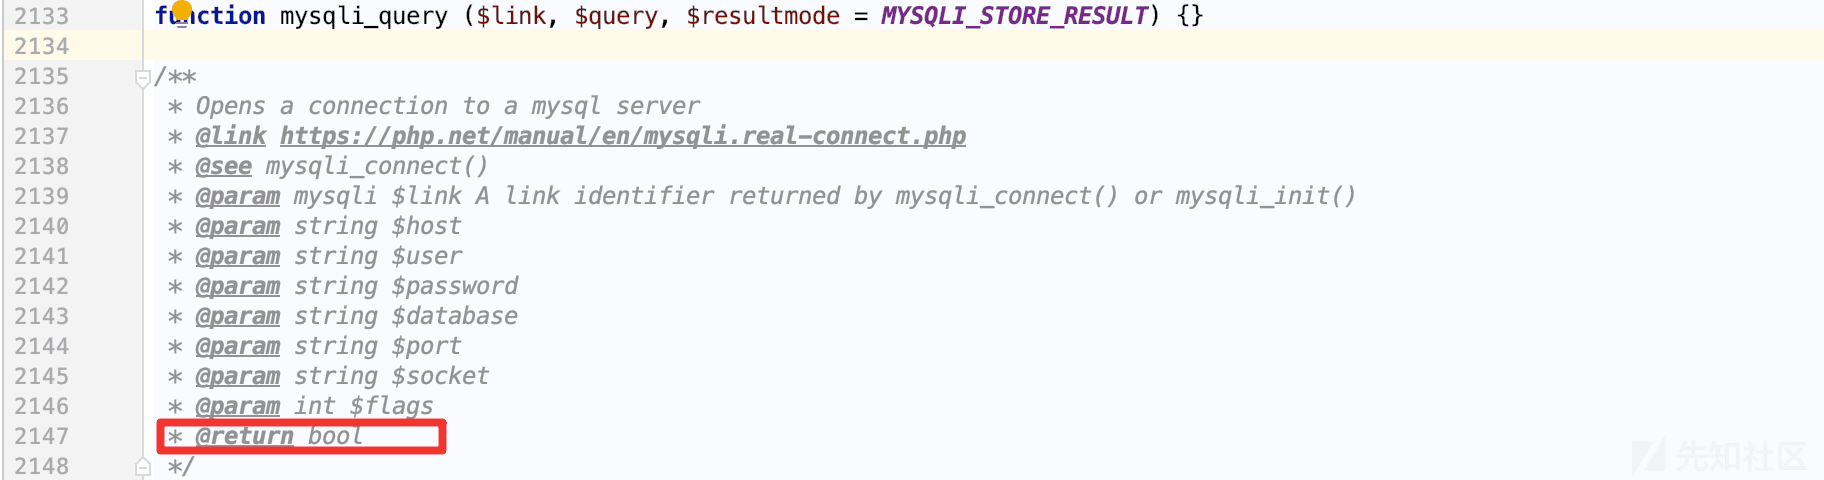 2133 function mysqli_query ($link, $query, $resultmode = MYSQLI_STORE_RESULT) {}
2134
2135 /**
2136 * Opens a connection to a mysql server
2137 * @link https://php.net/manual/en/mysqli.real-connect.php
2138 * @see mysqli_connect()
2139 * @param mysqli $link A link identifier returned by mysqli_connect() or mysqli_init()
2140 * @param string $host
2141 * @param string $user
2142 * @param string $password
2143 * @param string $database
2144 * @param string $port
2145 * @param string $socket
2146 * @param int $flags
2147 * @return bool
2148 */
先知社区